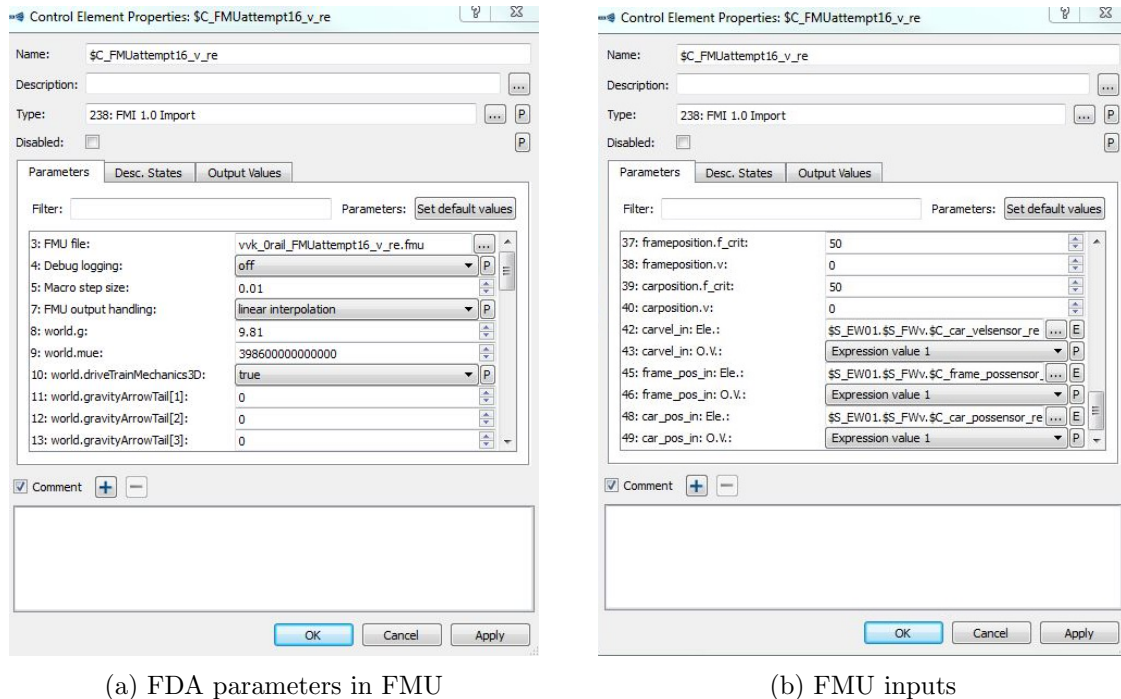 Control Element Properties: $C_FMUattempt16_v_re
Name: $C_FMUattempt16_v_re
Description: ...
Type: 238: FMI 1.0 Import ... P
Disabled: P
Parameters Desc. States Output Values
Filter: Parameters: Set default values
3: FMU file: vvk_0rail_FMUattempt16_v_re.fmu ...
4: Debug logging: off P
5: Macro step size: 0.01
7: FMU output handling: linear interpolation P
8: world.g: 9.81
9: world.mue: 398600000000000
10: world.driveTrainMechanics3D: true P
11: world.gravityArrowTail[1]: 0
12: world.gravityArrowTail[2]: 0
13: world.gravityArrowTail[3]: 0
Comment
OK Cancel Apply
(a) FDA parameters in FMU
Control Element Properties: $C_FMUattempt16_v_re
Name: $C_FMUattempt16_v_re
Description: ...
Type: 238: FMI 1.0 Import ... P
Disabled: P
Parameters Desc. States Output Values
Filter: Parameters: Set default values
37: frameposition.f_crit: 50
38: frameposition.v: 0
39: carposition.f_crit: 50
40: carposition.v: 0
42: carvel_in: Ele.: $S_EW01.$S_FWv.$C_car_velsensor_re ... E
43: carvel_in: O.V.: Expression value 1 P
45: frame_pos_in: Ele.: $S_EW01.$S_FWv.$C_frame_possensor_ ... E
46: frame_pos_in: O.V.: Expression value 1 P
48: car_pos_in: Ele.: $S_EW01.$S_FWv.$C_car_possensor_re ... E
49: car_pos_in: O.V.: Expression value 1 P
Comment
OK Cancel Apply
(b) FMU inputs